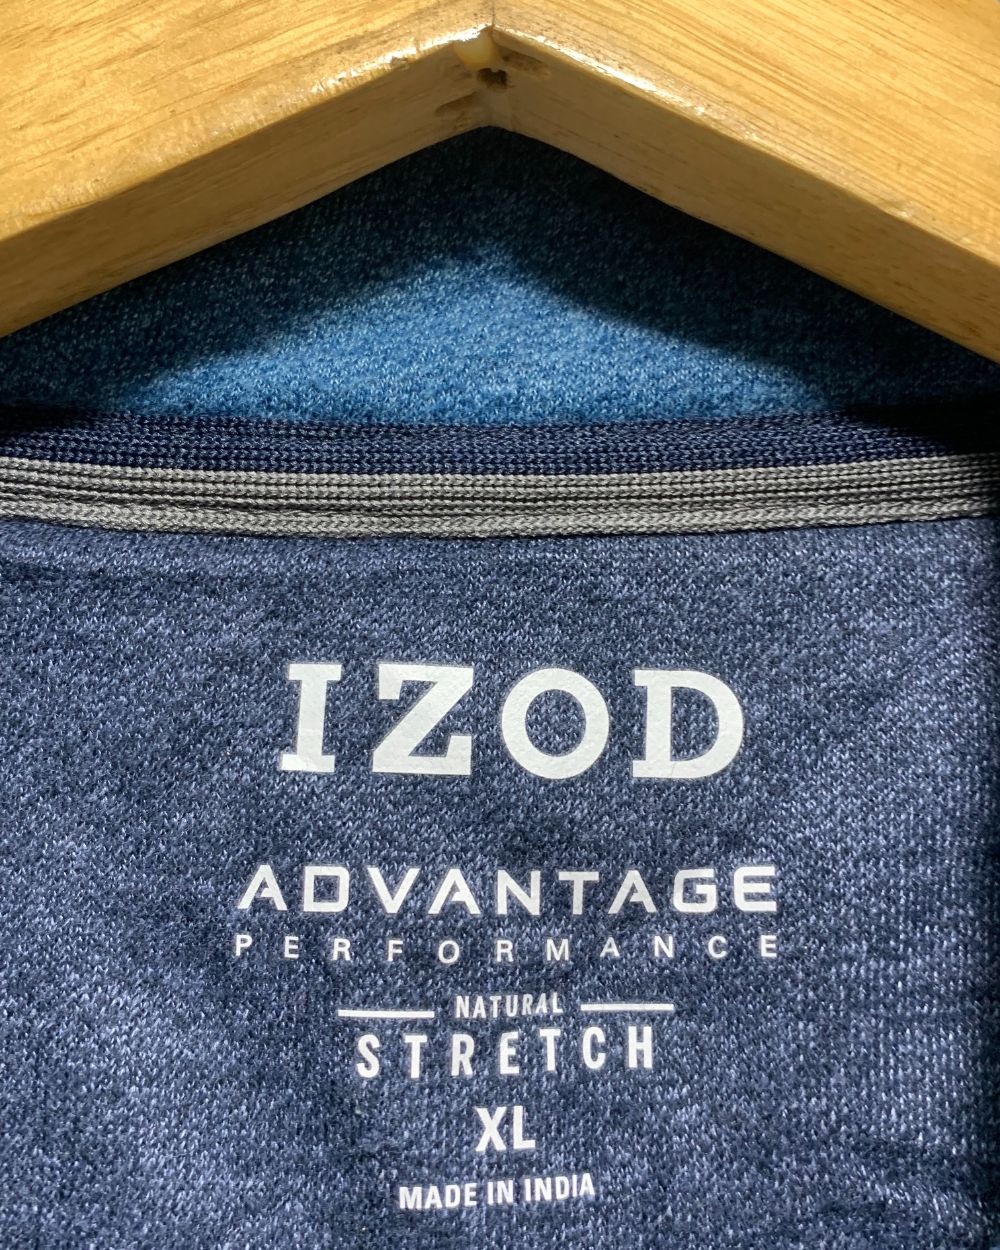 IZOD
ADVANTAGE
PERFORMANCE
NATURAL
STRETCH
XL
MADE IN INDIA